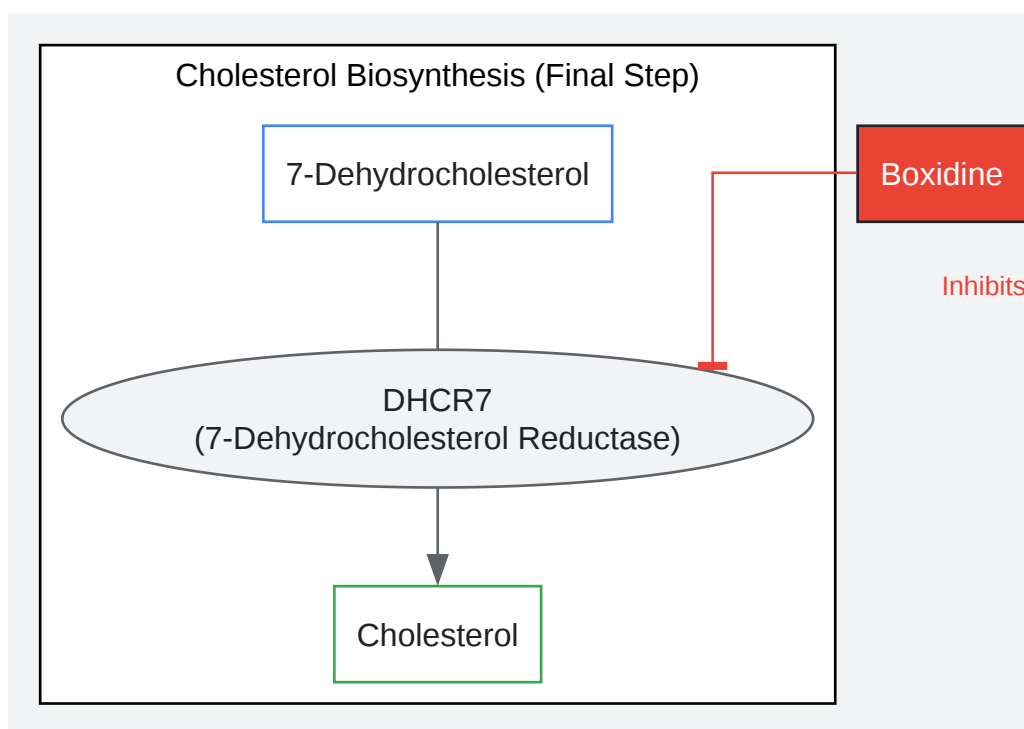 Cholesterol Biosynthesis (Final Step)
7-Dehydrocholesterol
Boxidine
Inhibits
DHCR7
(7-Dehydrocholesterol Reductase)
Cholesterol